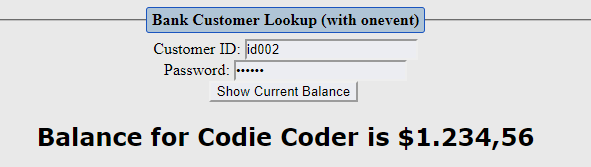 Bank Customer Lookup (with onevent)
Customer ID: id002
Password: ••••••
Show Current Balance
Balance for Codie Coder is $1.234,56